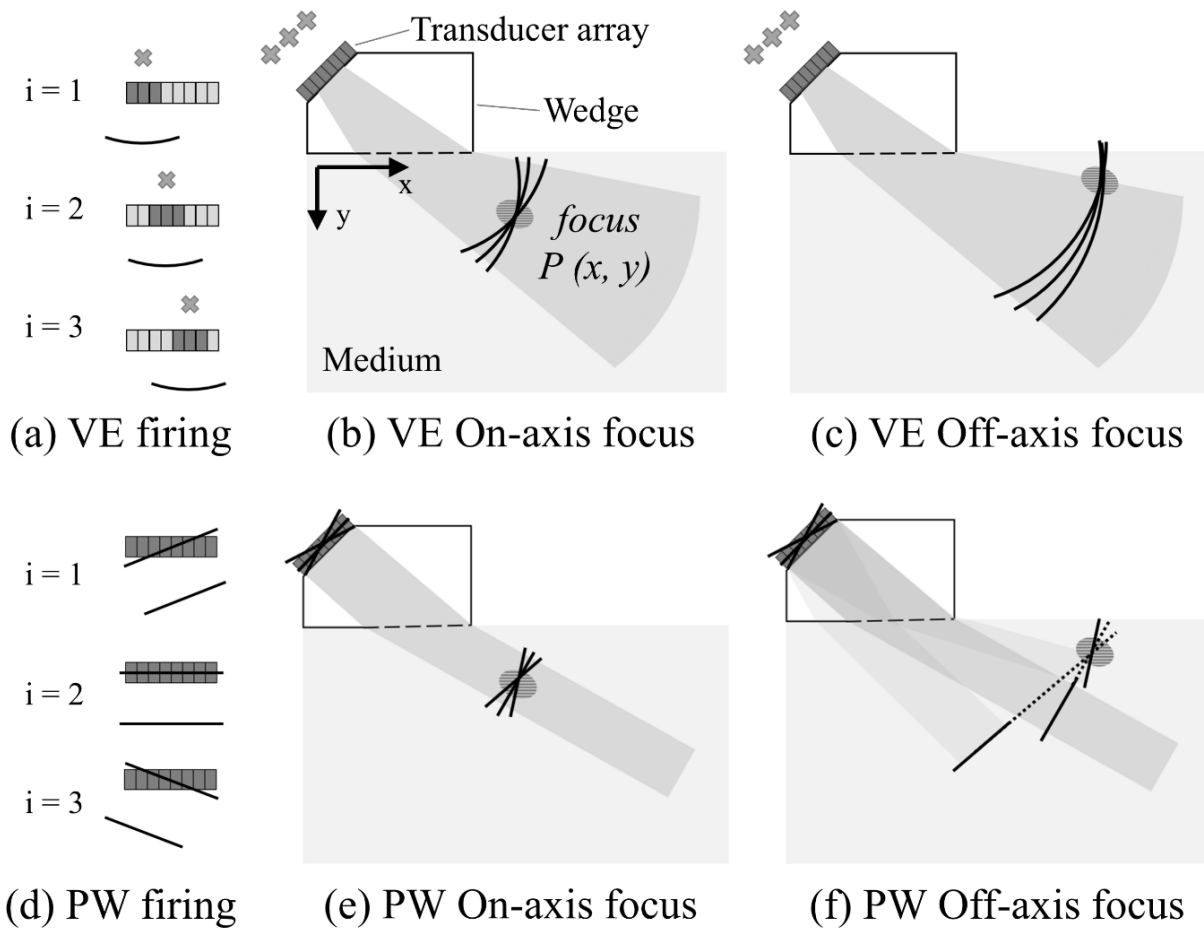 Transducer array
i = 1
Wedge
x
i = 2
y
focus
P (x, y)
i = 3
Medium
(a) VE firing
(b) VE On-axis focus
(c) VE Off-axis focus
i = 1
i = 2
i = 3
(d) PW firing
(e) PW On-axis focus
(f) PW Off-axis focus